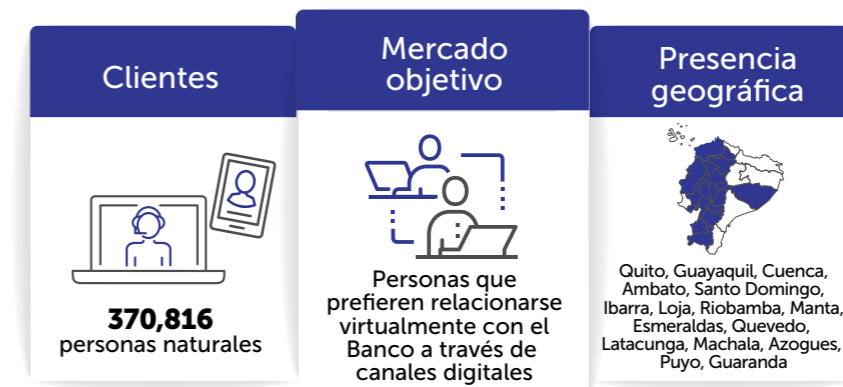 Clientes
370,816
personas naturales
Mercado
objetivo
Personas que
prefieren relacionarse
virtualmente con el
Banco a través de
canales digitales
Presencia
geográfica
Quito, Guayaquil, Cuenca,
Ambato, Santo Domingo,
Ibarra, Loja, Riobamba, Manta,
Esmeraldas, Quevedo,
Latacunga, Machala, Azogues,
Puyo, Guaranda